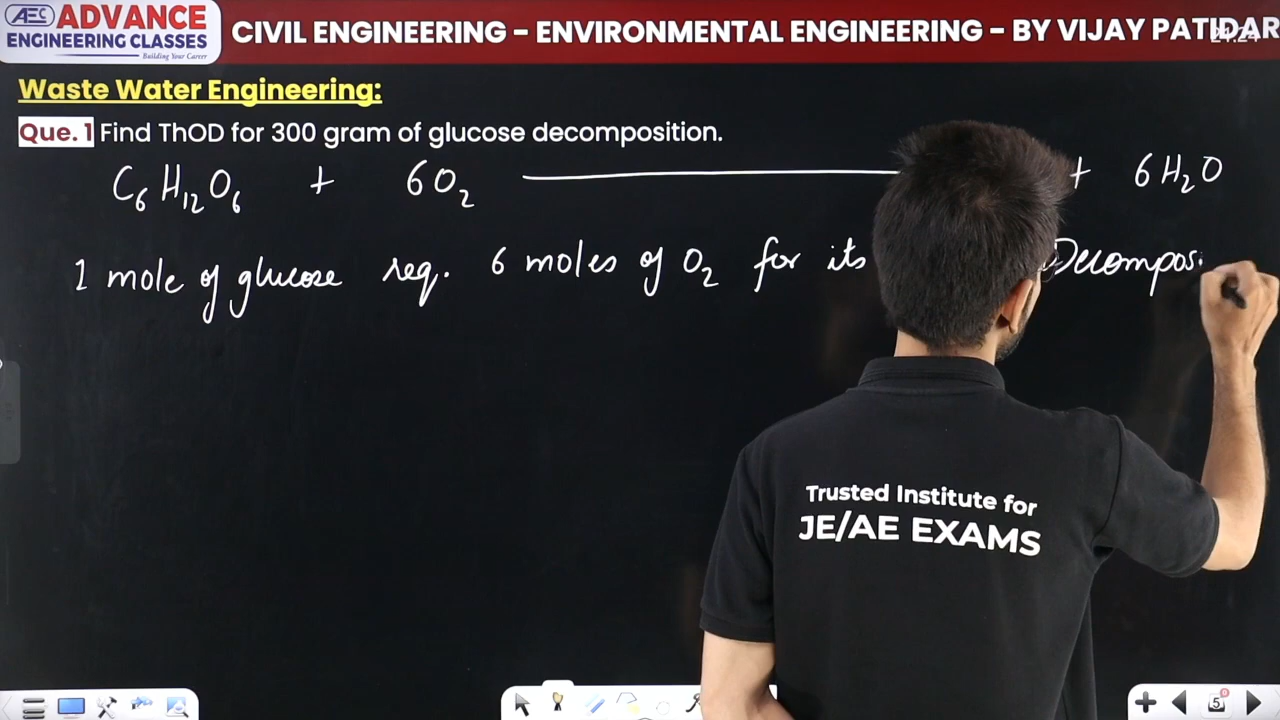 AEC ADVANCE
ENGINEERING CLASSES
Building Your Career
CIVIL ENGINEERING - ENVIRONMENTAL ENGINEERING - BY VIJAY PATIDAR
Waste Water Engineering:
Que. 1 Find ThOD for 300 gram of glucose decomposition.
C₆H₁₂O₆ + 6O₂ + 6H₂O
1 mole of glucose req. 6 moles of O₂ for its Decomposi
Trusted Institute for
JE/AE EXAMS
5